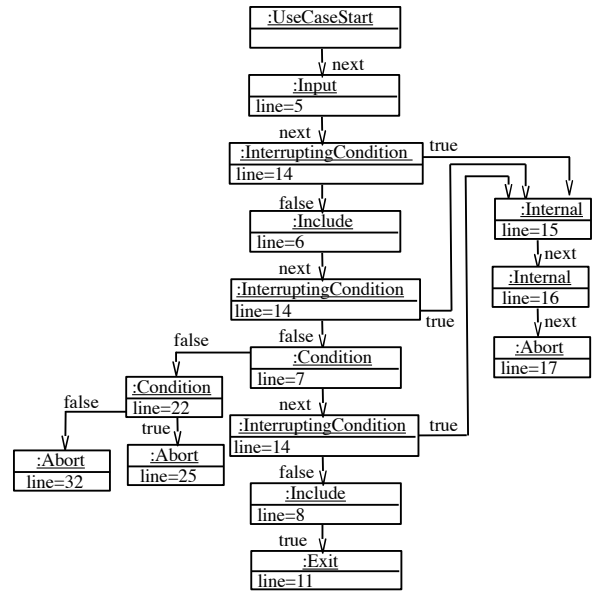 :UseCaseStart
next
:Input
line=5
next
true
:InterruptingCondition
line=14
false
:Include
line=6
:Internal
line=15
next
next
:InterruptingCondition
line=14
true
:Internal
line=16
next
false
false
:Condition
line=7
:Abort
line=17
:Condition
line=22
next
false
true
:InterruptingCondition
line=14
true
:Abort
line=32
:Abort
line=25
false
:Include
line=8
true
:Exit
line=11